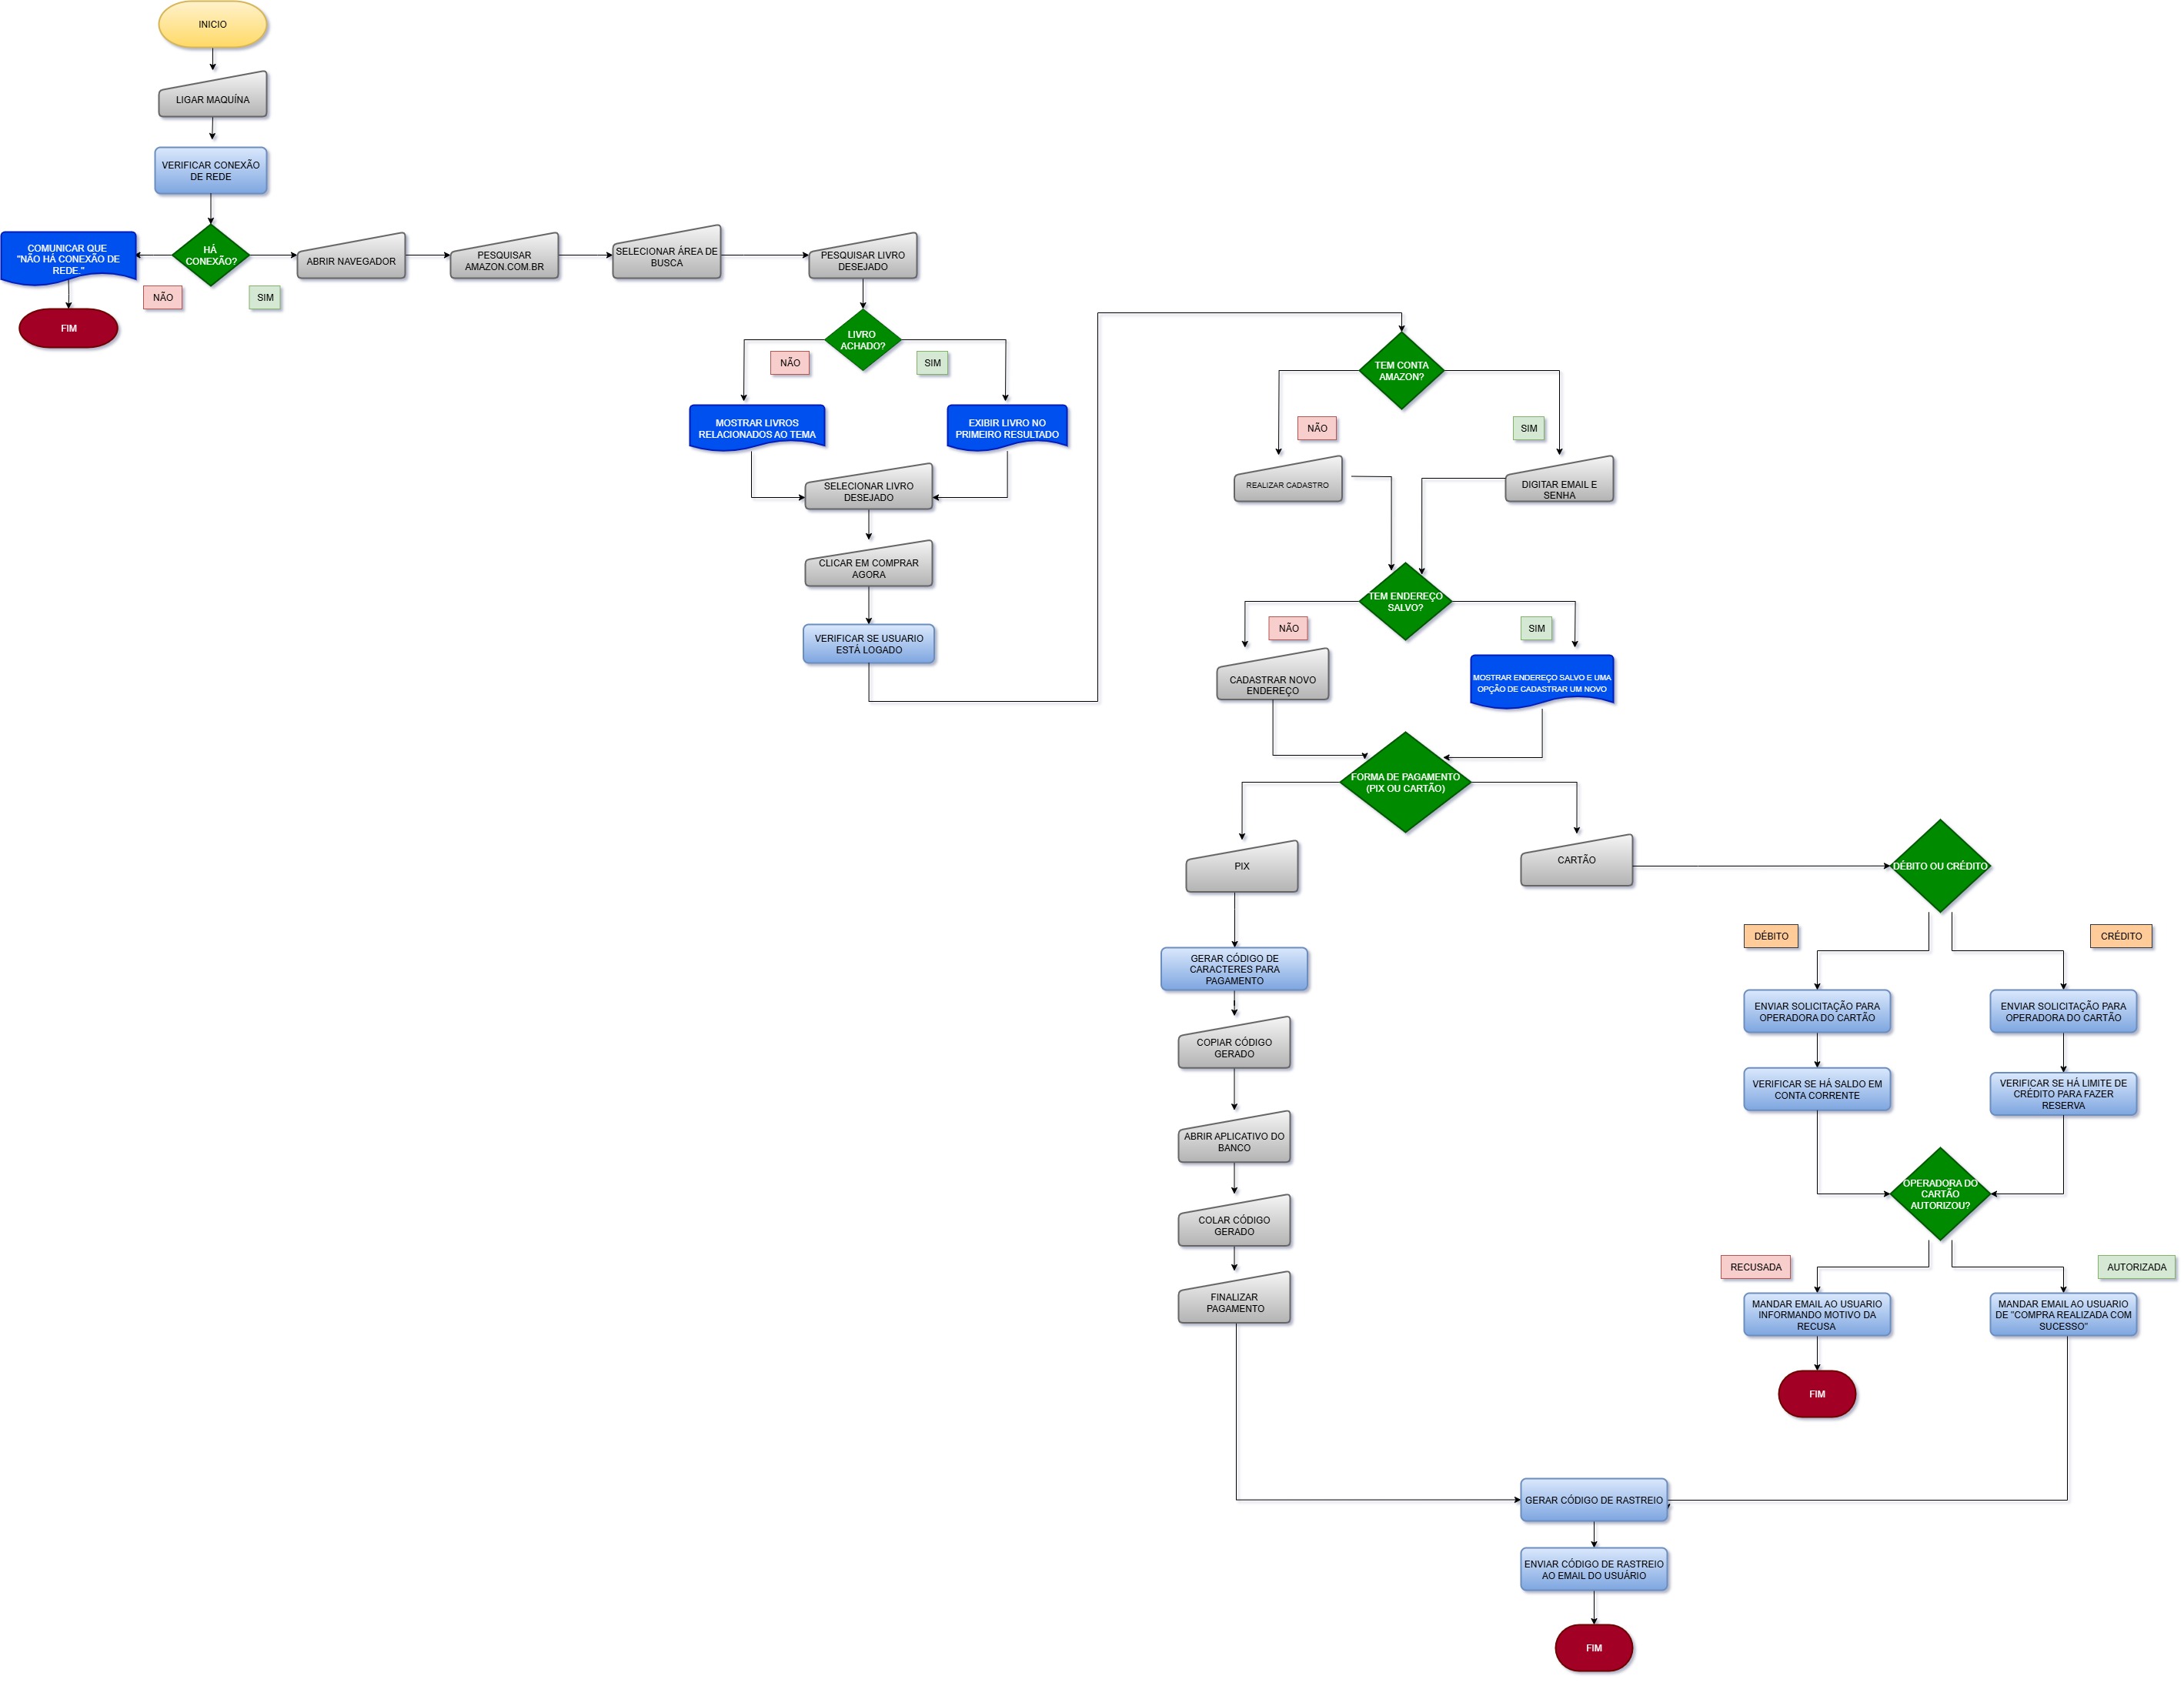 INICIO
LIGAR MAQUÍNA
VERIFICAR CONEXÃO
DE REDE
COMUNICAR QUE
"NÃO HÁ CONEXÃO DE
REDE."
HÁ
CONEXÃO?
NÃO
SIM
FIM
ABRIR NAVEGADOR
PESQUISAR
AMAZON.COM.BR
SELECIONAR ÁREA DE
BUSCA
PESQUISAR LIVRO
DESEJADO
LIVRO
ACHADO?
NÃO
SIM
MOSTRAR LIVROS
RELACIONADOS AO TEMA
EXIBIR LIVRO NO
PRIMEIRO RESULTADO
SELECIONAR LIVRO
DESEJADO
CLICAR EM COMPRAR
AGORA
VERIFICAR SE USUARIO
ESTÁ LOGADO
TEM CONTA
AMAZON?
NÃO
SIM
REALIZAR CADASTRO
DIGITAR EMAIL E
SENHA
TEM ENDEREÇO
SALVO?
NÃO
SIM
CADASTRAR NOVO
ENDEREÇO
MOSTRAR ENDEREÇO SALVO E UMA
OPÇÃO DE CADASTRAR UM NOVO
FORMA DE PAGAMENTO
(PIX OU CARTÃO)
PIX
CARTÃO
GERAR CÓDIGO DE
CARACTERES PARA
PAGAMENTO
COPIAR CÓDIGO
GERADO
ABRIR APLICATIVO DO
BANCO
COLAR CÓDIGO
GERADO
FINALIZAR
PAGAMENTO
DÉBITO OU CRÉDITO
DÉBITO
CRÉDITO
ENVIAR SOLICITAÇÃO PARA
OPERADORA DO CARTÃO
ENVIAR SOLICITAÇÃO PARA
OPERADORA DO CARTÃO
VERIFICAR SE HÁ SALDO EM
CONTA CORRENTE
VERIFICAR SE HÁ LIMITE DE
CRÉDITO PARA FAZER
RESERVA
OPERADORA DO
CARTÃO
AUTORIZOU?
RECUSADA
AUTORIZADA
MANDAR EMAIL AO USUARIO
INFORMANDO MOTIVO DA
RECUSA
MANDAR EMAIL AO USUARIO
DE "COMPRA REALIZADA COM
SUCESSO"
FIM
GERAR CÓDIGO DE RASTREIO
ENVIAR CÓDIGO DE RASTREIO
AO EMAIL DO USUÁRIO
FIM